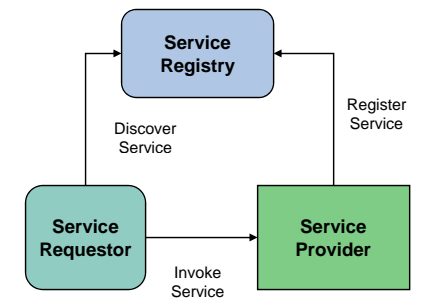 Service
Registry
Discover
Service
Register
Service
Service
Requestor
Service
Provider
Invoke
Service